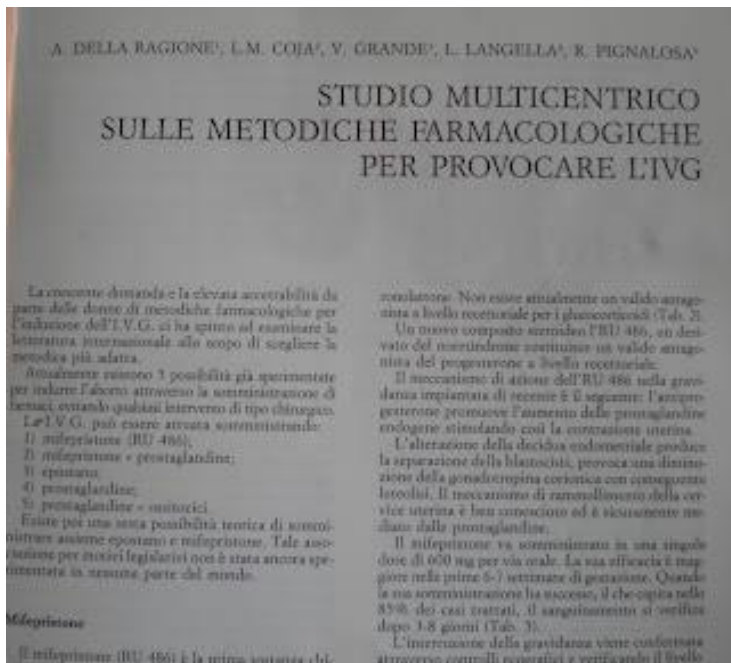 A. DELLA RAGIONE¹, L.M. COJA², V. GRANDE³, L. LANGELLA⁴, R. PIGNALOSA⁵
STUDIO MULTICENTRICO
SULLE METODICHE FARMACOLOGICHE
PER PROVOCARE L'IVG
La crescente domanda e la elevata accettabilità da
parte delle donne di metodiche farmacologiche per
l'induzione dell'I.V.G. ci ha spinto ad esaminare la
letteratura internazionale allo scopo di scegliere la
metodica più adatta.
Attualmente esistono 5 possibilità già sperimentate
per indurre l'aborto attraverso la somministrazione di
farmaci, evitando qualsiasi intervento di tipo chirurgico.
I.V.G. può essere attuata somministrando:
1) mifepristone (RU 486);
2) mifepristone + prostaglandine;
3) epostano;
4) prostaglandine;
5) prostaglandine + ossitocici.
Esiste poi una sesta possibilità teorica di sommi-
nistrare assieme epostano e mifepristone. Tale asso-
ciazione per motivi legislativi non è stata ancora spe-
rimentata in nessuna parte del mondo.
Mifepristone
Il mifepristone (RU 486) è la prima sostanza
Non esiste attualmente un valido antago-
nista a livello recettoriale per i glucocorticoidi (Tab. 2).
Un nuovo composto steroideo l'RU 486, un deri-
vato del noretindrone costituisce un valido antago-
nista del progesterone a livello recettoriale.
Il meccanismo di azione dell'RU 486 nella gravi-
danza impiantata di recente è il seguente: l'antipro-
gesterone promuove l'aumento delle prostaglandine
endogene stimolando così la contrazione uterina.
L'alterazione della decidua endometriale produce
la separazione della blastocisti, provoca una diminu-
zione della gonadotropina corionica con conseguente
luteolisi. Il meccanismo di rammollimento della cer-
vice uterina è ben conosciuto ed è sicuramente me-
diato dalle prostaglandine.
Il mifepristone va somministrato in una singola
dose di 600 mg per via orale. La sua efficacia è mag-
giore nelle prime 6-7 settimane di gestazione. Quando
la sua somministrazione ha successo, il che capita nello
85% dei casi trattati, il sanguinamento si verifica
dopo 3-8 giorni (Tab. 3).
L'interruzione della gravidanza viene confermata
attraverso controlli ecografici e verificando il livello